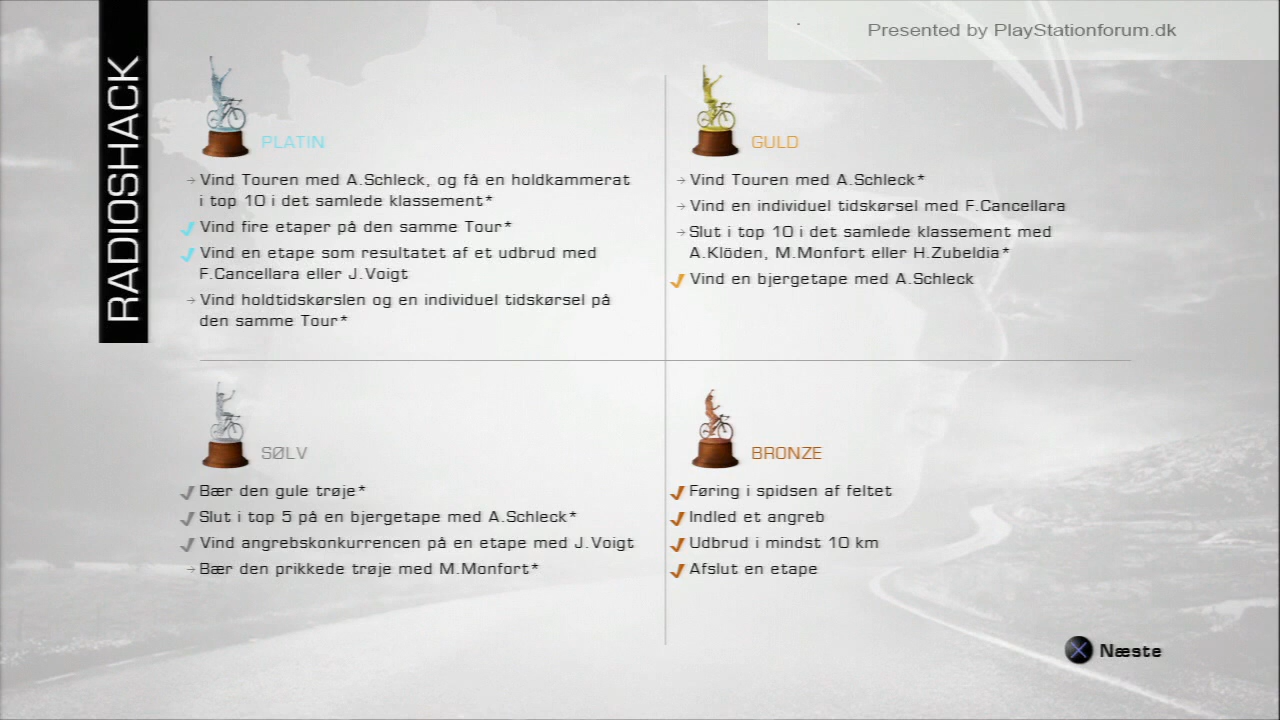 Presented by PlayStationforum.dk
RADIOSHACK
PLATIN
Vind Touren med A.Schleck, og få en holdkammerat
i top 10 i det samlede klassement*
Vind fire etaper på den samme Tour*
Vind en etape som resultatet af et udbrud med
F.Cancellara eller J.Voigt
Vind holdtidskørslen og en individuel tidskørsel på
den samme Tour*
GULD
Vind Touren med A.Schleck*
Vind en individuel tidskørsel med F.Cancellara
Slut i top 10 i det samlede klassement med
A.Klöden, M.Monfort eller H.Zubeldia*
Vind en bjergetape med A.Schleck
SØLV
Bær den gule trøje*
Slut i top 5 på en bjergetape med A.Schleck*
Vind angrebskonkurrencen på en etape med J.Voigt
Bær den prikkede trøje med M.Monfort*
BRONZE
Føring i spidsen af feltet
Indled et angreb
Udbrud i mindst 10 km
Afslut en etape
Næste